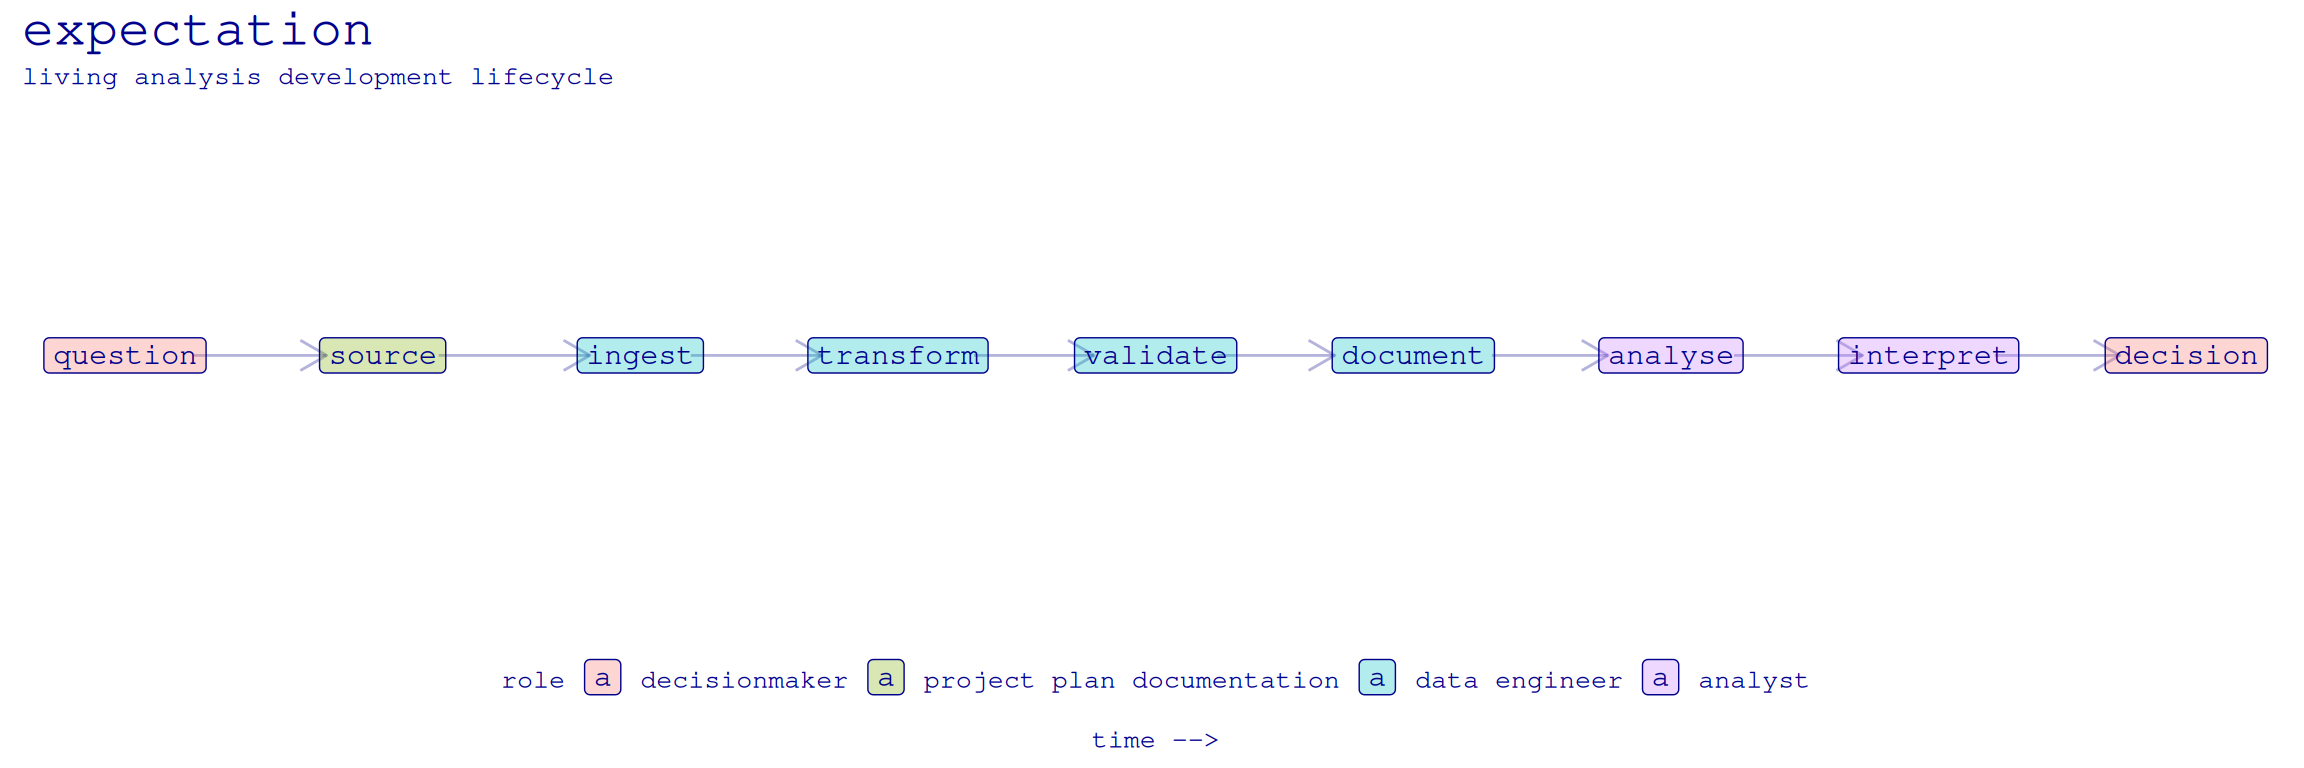 expectation
living analysis development lifecycle
question source ingest transform validate document analyse interpret decision
role a decisionmaker a project plan documentation a data engineer a analyst
time -->